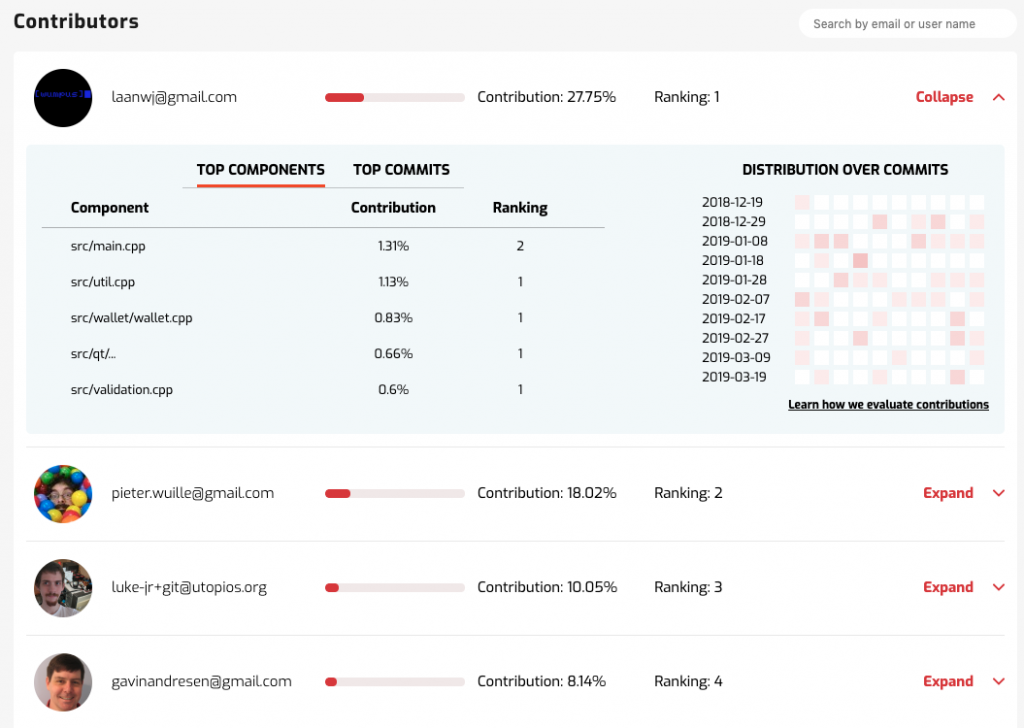 Contributors
Search by email or user name
[wumpus ]
laanwj@gmail.com Contribution: 27.75% Ranking: 1 Collapse
TOP COMPONENTS TOP COMMITS
Component Contribution Ranking
src/main.cpp 1.31% 2
src/util.cpp 1.13% 1
src/wallet/wallet.cpp 0.83% 1
src/qt/... 0.66% 1
src/validation.cpp 0.6% 1
DISTRIBUTION OVER COMMITS
2018-12-19
2018-12-29
2019-01-08
2019-01-18
2019-01-28
2019-02-07
2019-02-17
2019-02-27
2019-03-09
2019-03-19
Learn how we evaluate contributions
pieter.wuille@gmail.com Contribution: 18.02% Ranking: 2 Expand
luke-jr+git@utopios.org Contribution: 10.05% Ranking: 3 Expand
gavinandresen@gmail.com Contribution: 8.14% Ranking: 4 Expand